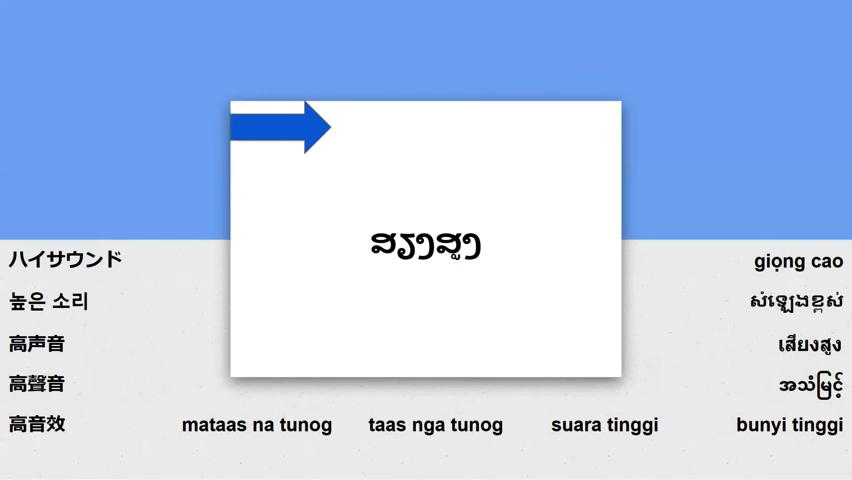 ສຽງສູງ
ハイサウンド
높은 소리
高声音
高聲音
高音效
mataas na tunog
taas nga tunog
suara tinggi
giọng cao
សំឡេងខ្ពស់
เสียงสูง
အသံမြင့်
bunyi tinggi